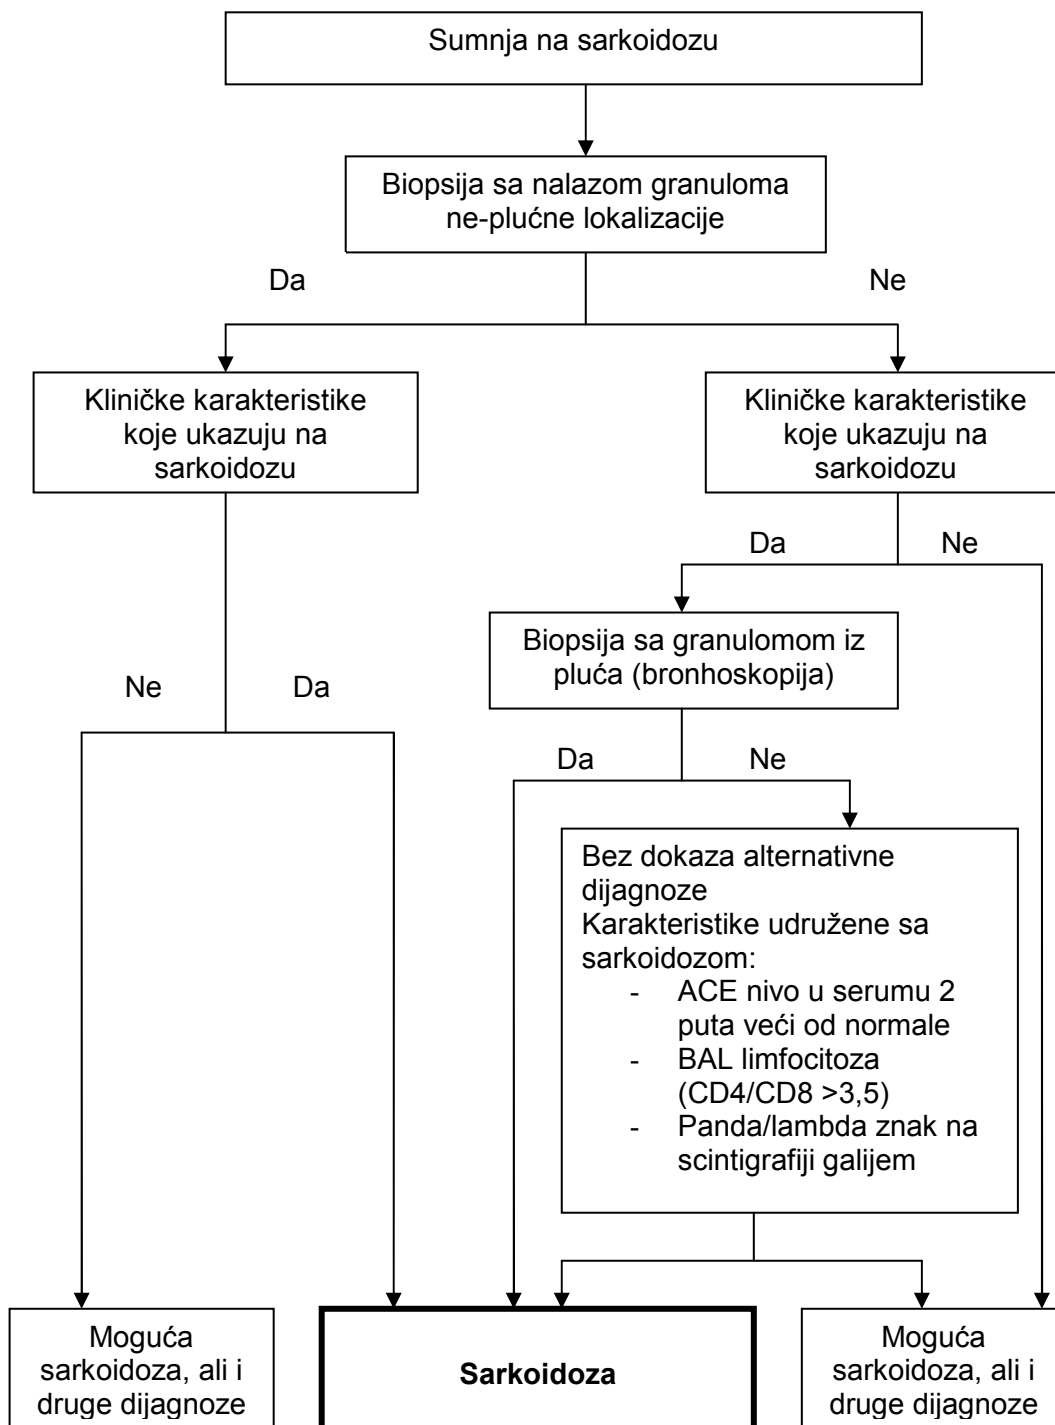 Sumnja na sarkoidozu
Biopsija sa nalazom granuloma
ne-plućne lokalizacije
Da
Ne
Kliničke karakteristike
koje ukazuju na
sarkoidozu
Kliničke karakteristike
koje ukazuju na
sarkoidozu
Da
Ne
Biopsija sa granulomom iz
pluća (bronhoskopija)
Ne
Da
Da
Ne
Bez dokaza alternativne
dijagnoze
Karakteristike udružene sa
sarkoidozom:
- ACE nivo u serumu 2
puta veći od normale
- BAL limfocitoza
(CD4/CD8 >3,5)
- Panda/lambda znak na
scintigrafiji galijem
Moguća
sarkoidoza, ali i
druge dijagnoze
Sarkoidoza
Moguća
sarkoidoza, ali i
druge dijagnoze